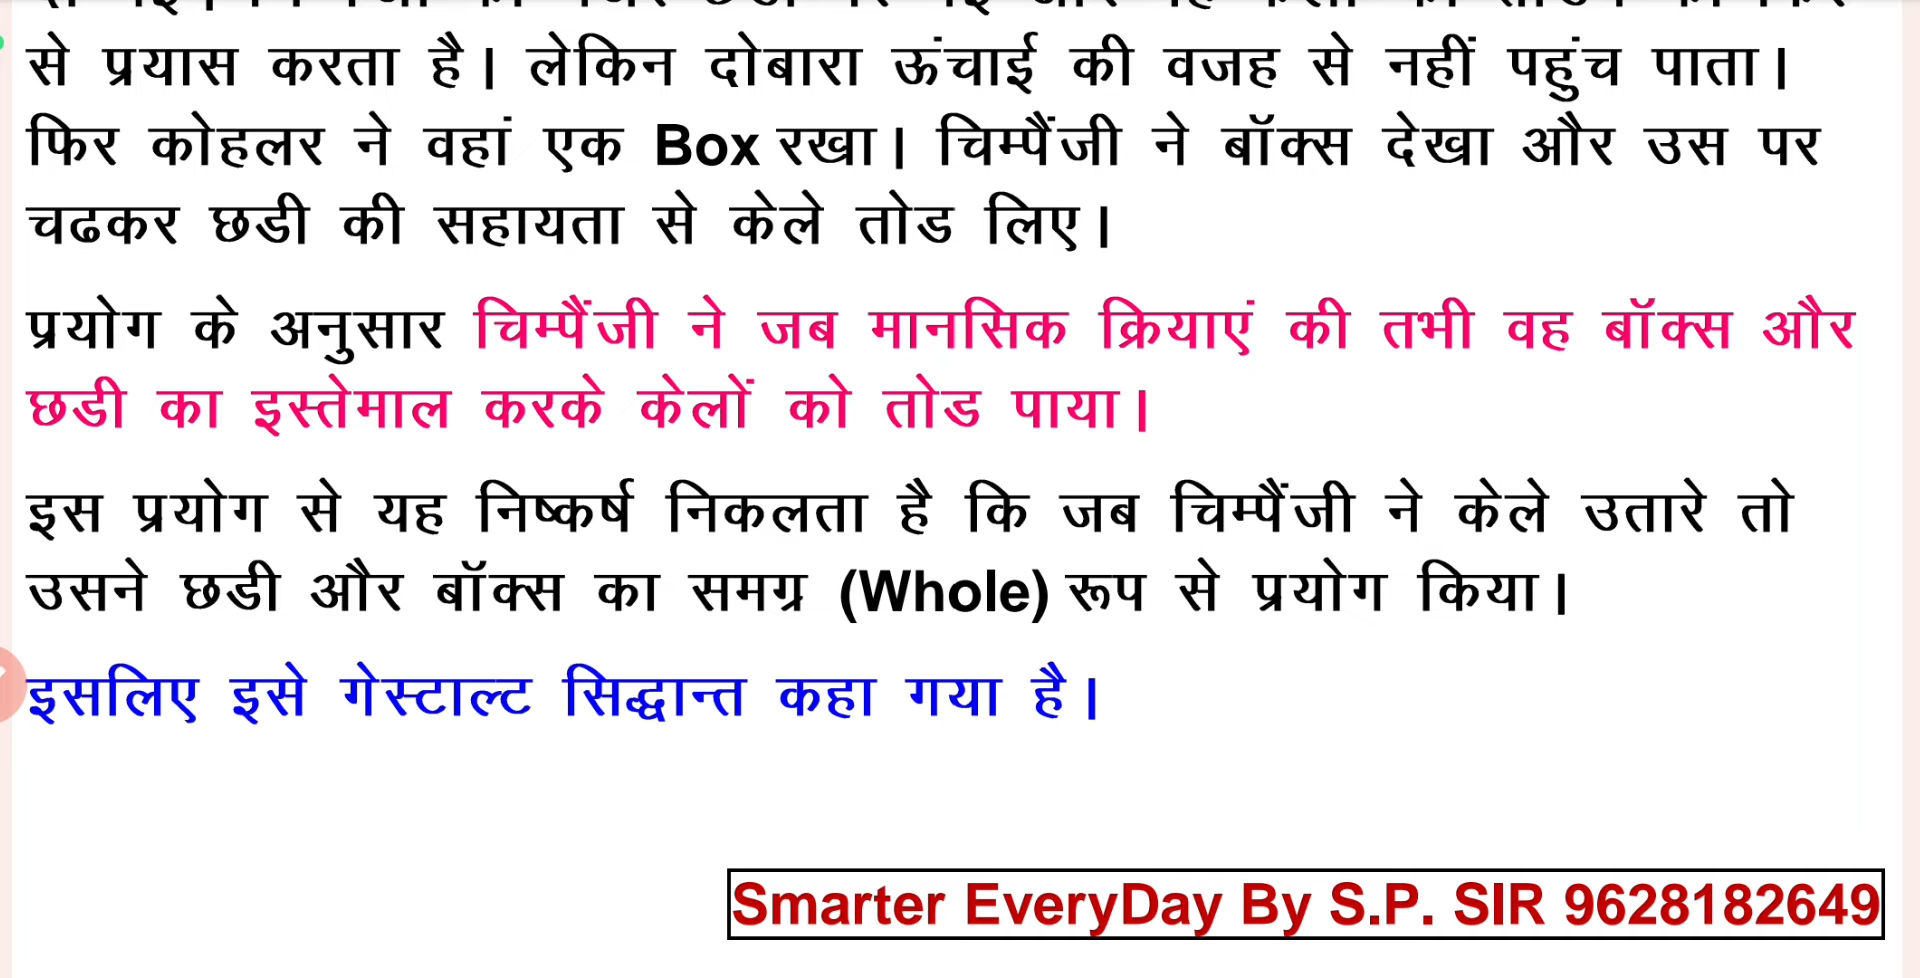 से प्रयास करता है। लेकिन दोबारा ऊंचाई की वजह से नहीं पहुंच पाता।
फिर कोहलर ने वहां एक Box रखा। चिम्पैंजी ने बॉक्स देखा और उस पर
चढकर छडी की सहायता से केले तोड लिए।
प्रयोग के अनुसार चिम्पैंजी ने जब मानसिक क्रियाएं की तभी वह बॉक्स और
छडी का इस्तेमाल करके केलों को तोड पाया।
इस प्रयोग से यह निष्कर्ष निकलता है कि जब चिम्पैंजी ने केले उतारे तो
उसने छडी और बॉक्स का समग्र (Whole) रूप से प्रयोग किया।
इसलिए इसे गेस्टाल्ट सिद्धान्त कहा गया है।
Smarter EveryDay By S.P. SIR 9628182649